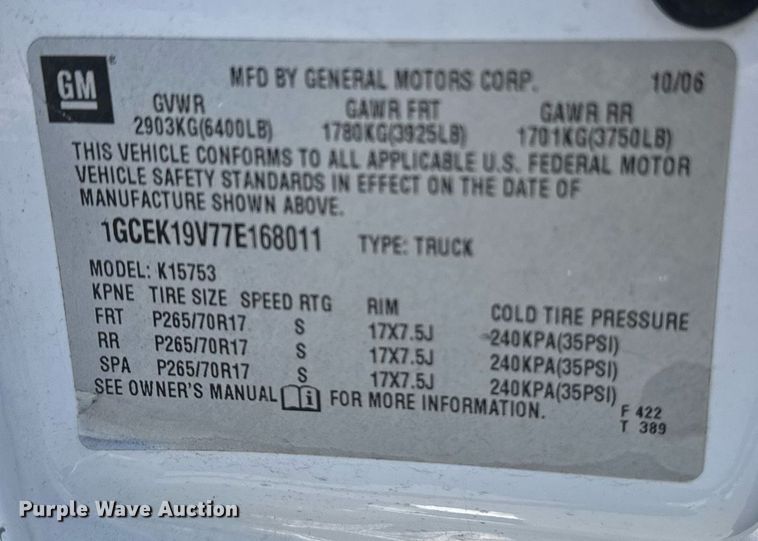 GM ®
MFD BY GENERAL MOTORS CORP. 10/06
GVWR GAWR FRT GAWR RR
2903KG(6400LB) 1780KG(3925LB) 1701KG(3750LB)
THIS VEHICLE CONFORMS TO ALL APPLICABLE U.S. FEDERAL MOTOR
VEHICLE SAFETY STANDARDS IN EFFECT ON THE DATE OF
MANUFACTURE SHOWN ABOVE.
1GCEK19V77E168011 TYPE: TRUCK
MODEL: K15753
KPNE TIRE SIZE SPEED RTG RIM COLD TIRE PRESSURE
FRT P265/70R17 S 17X7.5J 240KPA(35PSI)
RR P265/70R17 S 17X7.5J 240KPA(35PSI)
SPA P265/70R17 S 17X7.5J 240KPA(35PSI)
SEE OWNER'S MANUAL i FOR MORE INFORMATION.
F 422
T 389
Purple Wave Auction